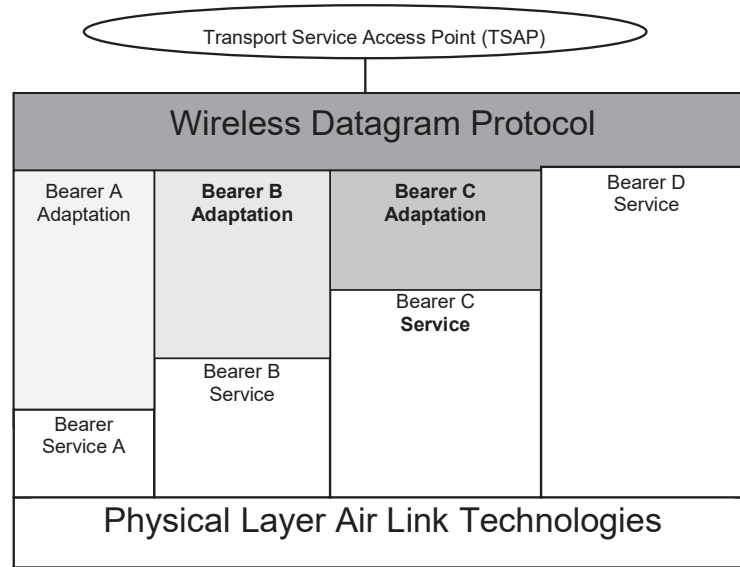 Transport Service Access Point (TSAP)
Wireless Datagram Protocol
Bearer A
Adaptation
Bearer B
Adaptation
Bearer C
Adaptation
Bearer D
Service
Bearer C
Service
Bearer B
Service
Bearer
Service A
Physical Layer Air Link Technologies